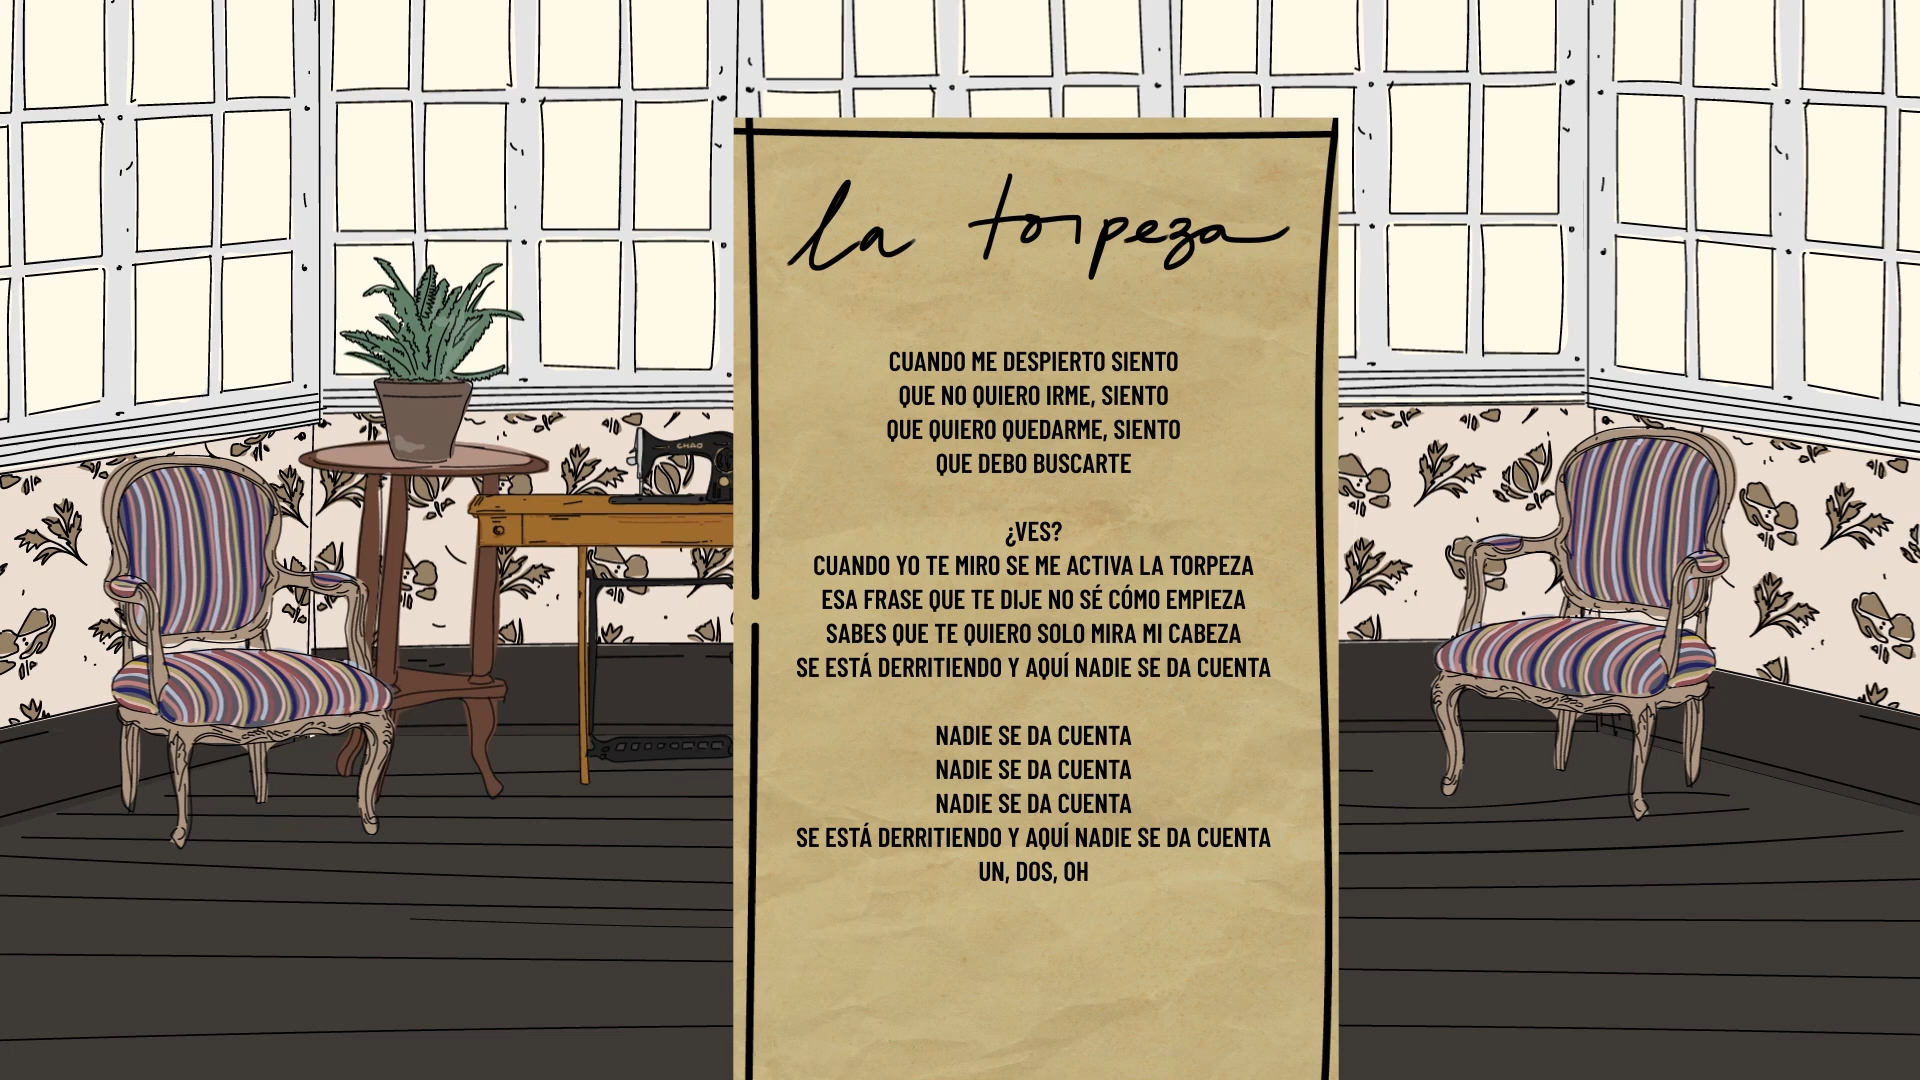 la torpeza
CUANDO ME DESPIERTO SIENTO
QUE NO QUIERO IRME, SIENTO
QUE QUIERO QUEDARME, SIENTO
QUE DEBO BUSCARTE
¿VES?
CUANDO YO TE MIRO SE ME ACTIVA LA TORPEZA
ESA FRASE QUE TE DIJE NO SÉ CÓMO EMPIEZA
SABES QUE TE QUIERO SOLO MIRA MI CABEZA
SE ESTÁ DERRITIENDO Y AQUÍ NADIE SE DA CUENTA
NADIE SE DA CUENTA
NADIE SE DA CUENTA
NADIE SE DA CUENTA
SE ESTÁ DERRITIENDO Y AQUÍ NADIE SE DA CUENTA
UN, DOS, OH
CHAO